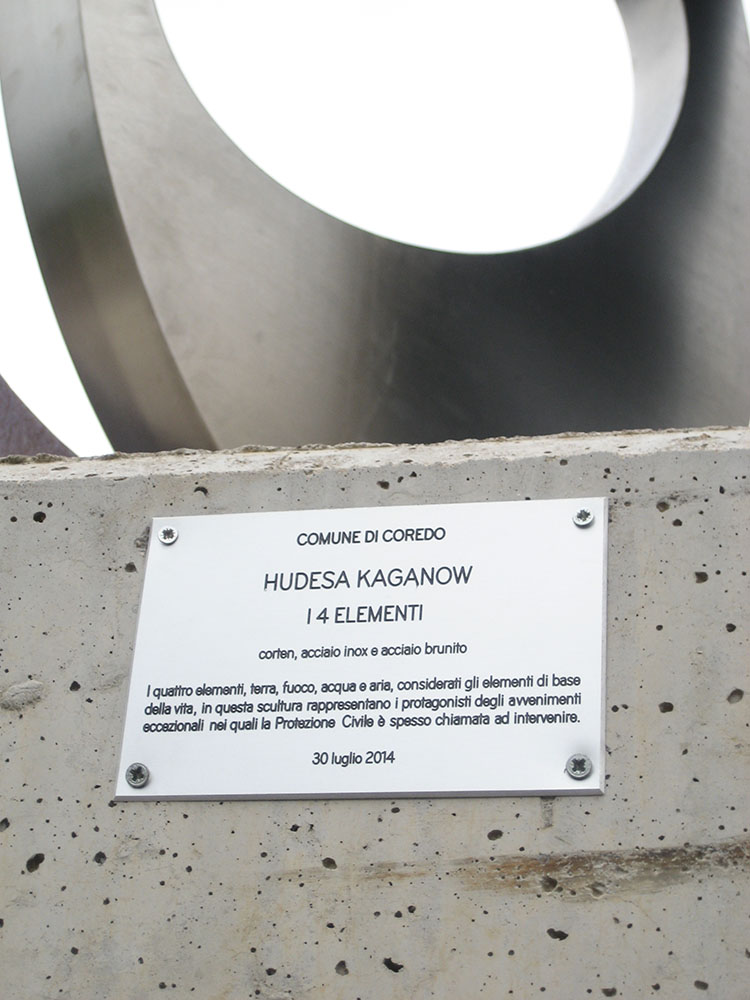 COMUNE DI COREDO
HUDESA KAGANOW
I 4 ELEMENTI
corten, acciaio inox e acciaio brunito
I quattro elementi, terra, fuoco, acqua e aria, considerati gli elementi di base
della vita, in questa scultura rappresentano i protagonisti degli avvenimenti
eccezionali nei quali la Protezione Civile è spesso chiamata ad intervenire.
30 luglio 2014